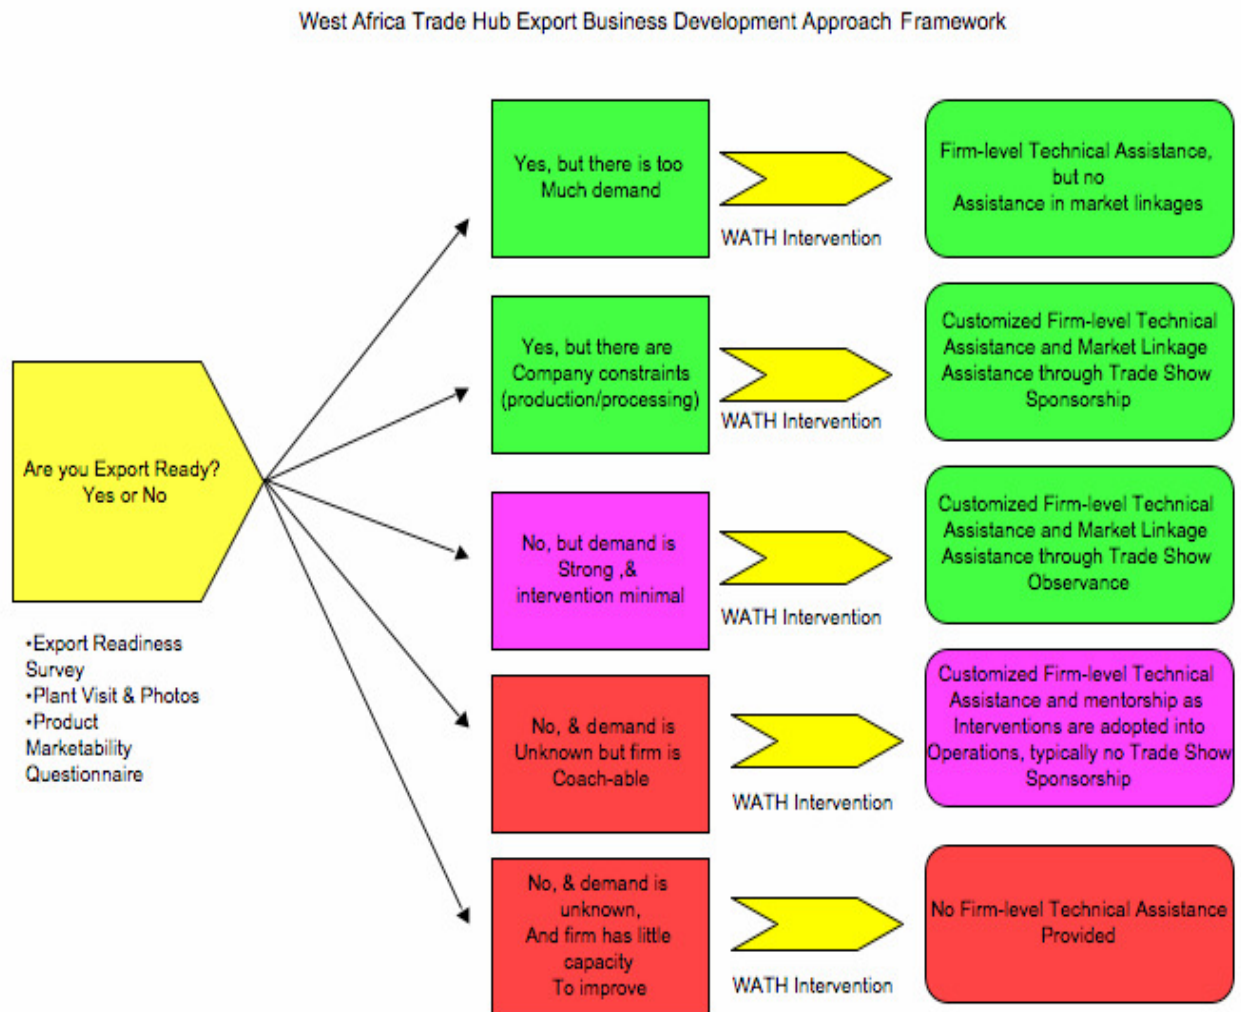 West Africa Trade Hub Export Business Development Approach Framework
Yes, but there is too
Much demand
WATH Intervention
Firm-level Technical Assistance,
but no
Assistance in market linkages
Yes, but there are
Company constraints
(production/processing)
WATH Intervention
Customized Firm-level Technical
Assistance and Market Linkage
Assistance through Trade Show
Sponsorship
Are you Export Ready?
Yes or No
•Export Readiness
Survey
•Plant Visit & Photos
•Product
Marketability
Questionnaire
No, but demand is
Strong ,&
intervention minimal
WATH Intervention
Customized Firm-level Technical
Assistance and Market Linkage
Assistance through Trade Show
Observance
No, & demand is
Unknown but firm is
Coach-able
WATH Intervention
Customized Firm-level Technical
Assistance and mentorship as
Interventions are adopted into
Operations, typically no Trade Show
Sponsorship
No, & demand is
unknown,
And firm has little
capacity
To improve
WATH Intervention
No Firm-level Technical Assistance
Provided